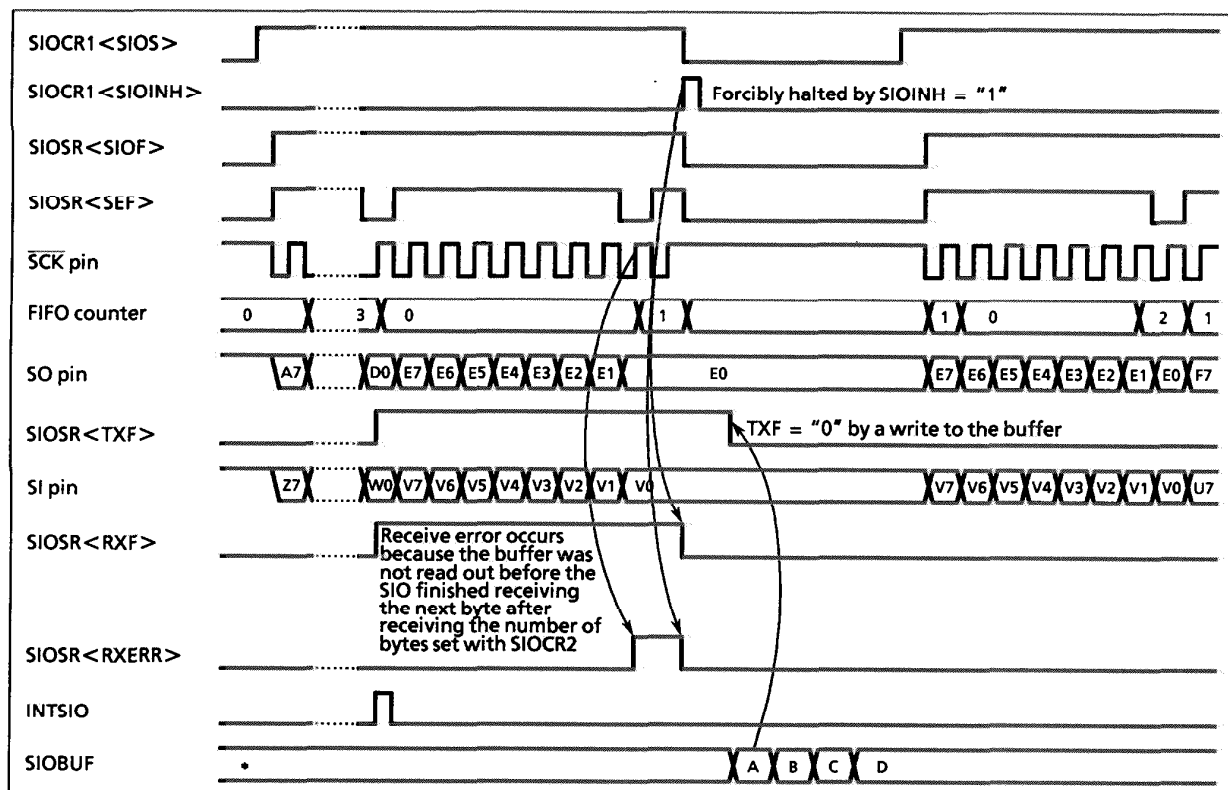 SIOCR1<SIOS>
SIOCR1<SIOINH>
Forcibly halted by SIOINH = "1"
SIOSR<SIOF>
SIOSR<SEF>
SCK pin
FIFO counter 0 3 0 1 1 0 2 1
SO pin A7 D0 E7 E6 E5 E4 E3 E2 E1 E0 E7 E6 E5 E4 E3 E2 E1 E0 F7
SIOSR<TXF>
TXF = "0" by a write to the buffer
SI pin Z7 W0 V7 V6 V5 V4 V3 V2 V1 V0 V7 V6 V5 V4 V3 V2 V1 V0 U7
SIOSR<RXF>
Receive error occurs
because the buffer was
not read out before the
SIO finished receiving
the next byte after
receiving the number of
bytes set with SIOCR2
SIOSR<RXERR>
INTSIO
SIOBUF * A B C D